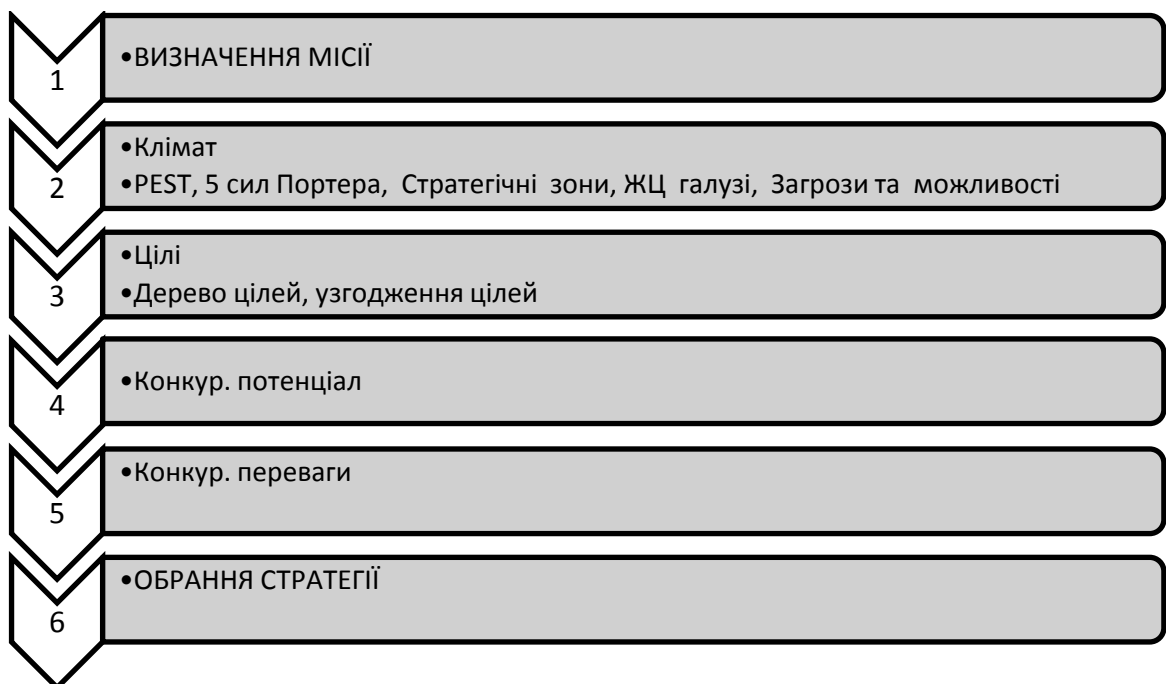 1
•ВИЗНАЧЕННЯ МІСІЇ
2
•Клімат
•PEST, 5 сил Портера, Стратегічні зони, ЖЦ галузі, Загрози та можливості
3
•Цілі
•Дерево цілей, узгодження цілей
4
•Конкур. потенціал
5
•Конкур. переваги
6
•ОБРАННЯ СТРАТЕГІЇ